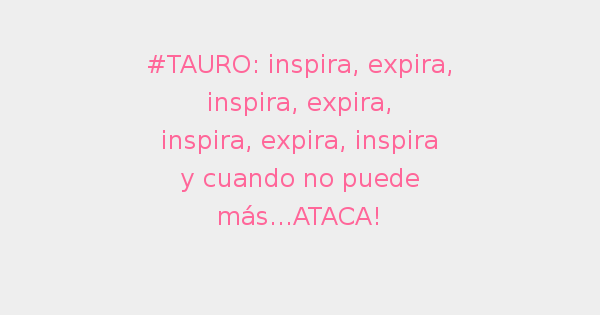 #TAURO: inspira, expira,
inspira, expira,
inspira, expira, inspira
y cuando no puede
más...ATACA!